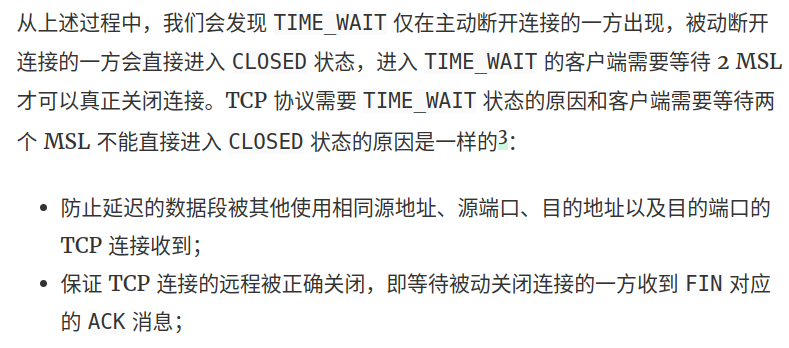 从上述过程中，我们会发现 TIME_WAIT 仅在主动断开连接的一方出现，被动断开
连接的一方会直接进入 CLOSED 状态，进入 TIME_WAIT 的客户端需要等待 2 MSL
才可以真正关闭连接。TCP 协议需要 TIME_WAIT 状态的原因和客户端需要等待两
个 MSL 不能直接进入 CLOSED 状态的原因是一样的3：
• 防止延迟的数据段被其他使用相同源地址、源端口、目的地址以及目的端口的
TCP 连接收到；
• 保证 TCP 连接的远程被正确关闭，即等待被动关闭连接的一方收到 FIN 对应
的 ACK 消息；